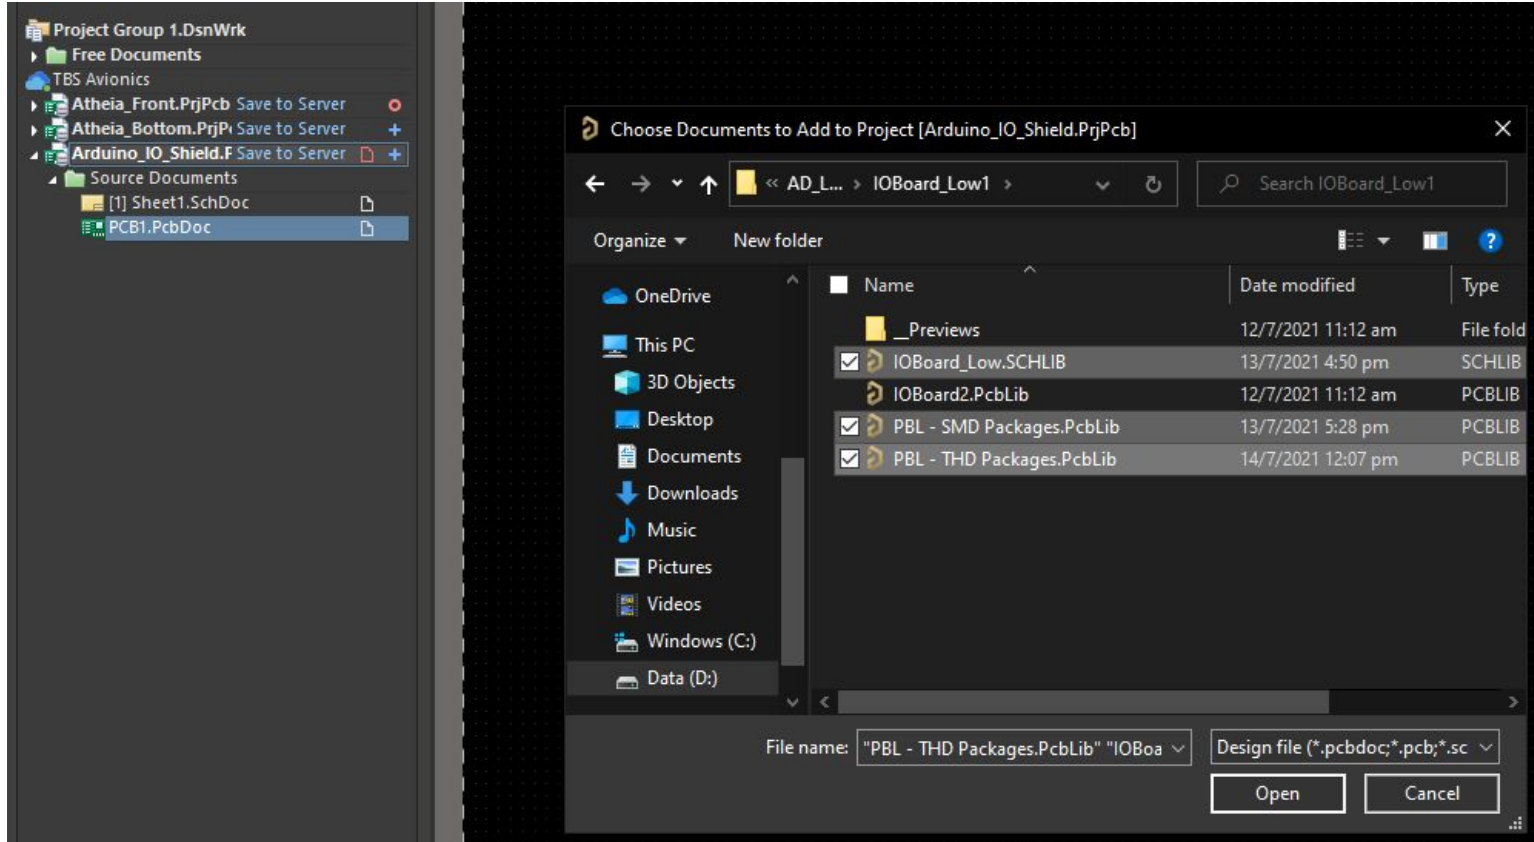 Project Group 1.DsnWrk
Free Documents
TBS Avionics
Atheia_Front.PrjPcb Save to Server
Atheia_Bottom.PrjP Save to Server
Arduino_IO_Shield.F Save to Server
Source Documents
[1] Sheet1.SchDoc
PCB1.PcbDoc
Choose Documents to Add to Project [Arduino_IO_Shield.PrjPcb]
« AD_L... › IOBoard_Low1 ›
Search IOBoard_Low1
Organize
New folder
Name Date modified Type
OneDrive
This PC
3D Objects
Desktop
Documents
Downloads
Music
Pictures
Videos
Windows (C:)
Data (D:)
__Previews 12/7/2021 11:12 am File fold
IOBoard_Low.SCHLIB 13/7/2021 4:50 pm SCHLIB
IOBoard2.PcbLib 12/7/2021 11:12 am PCBLIB
PBL - SMD Packages.PcbLib 13/7/2021 5:28 pm PCBLIB
PBL - THD Packages.PcbLib 14/7/2021 12:07 pm PCBLIB
File name: "PBL - THD Packages.PcbLib" "IOBoa
Design file (*.pcbdoc;*.pcb;*.sc
Open
Cancel